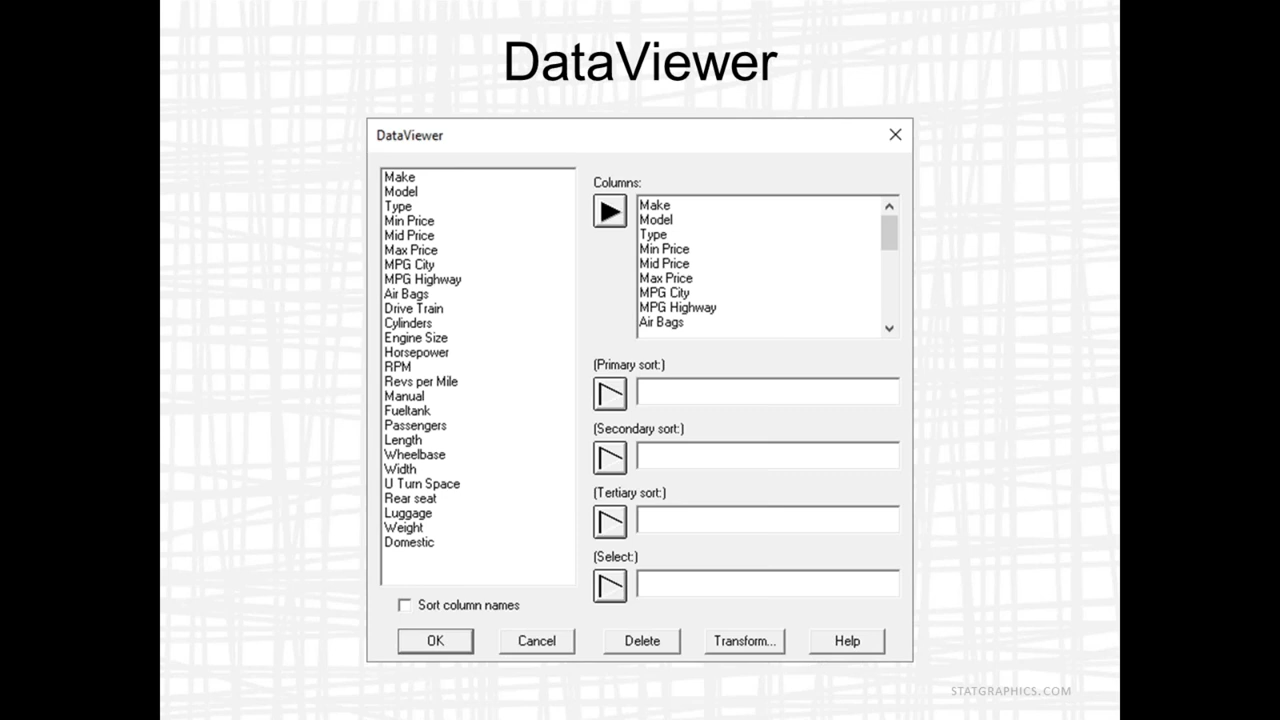 DataViewer
DataViewer
Make
Model
Type
Min Price
Mid Price
Max Price
MPG City
MPG Highway
Air Bags
Drive Train
Cylinders
Engine Size
Horsepower
RPM
Revs per Mile
Manual
Fueltank
Passengers
Length
Wheelbase
Width
U Turn Space
Rear seat
Luggage
Weight
Domestic
Sort column names
Columns:
Make
Model
Type
Min Price
Mid Price
Max Price
MPG City
MPG Highway
Air Bags
(Primary sort:)
(Secondary sort:)
(Tertiary sort:)
(Select:)
OK Cancel Delete Transform... Help
STATGRAPHICS.COM